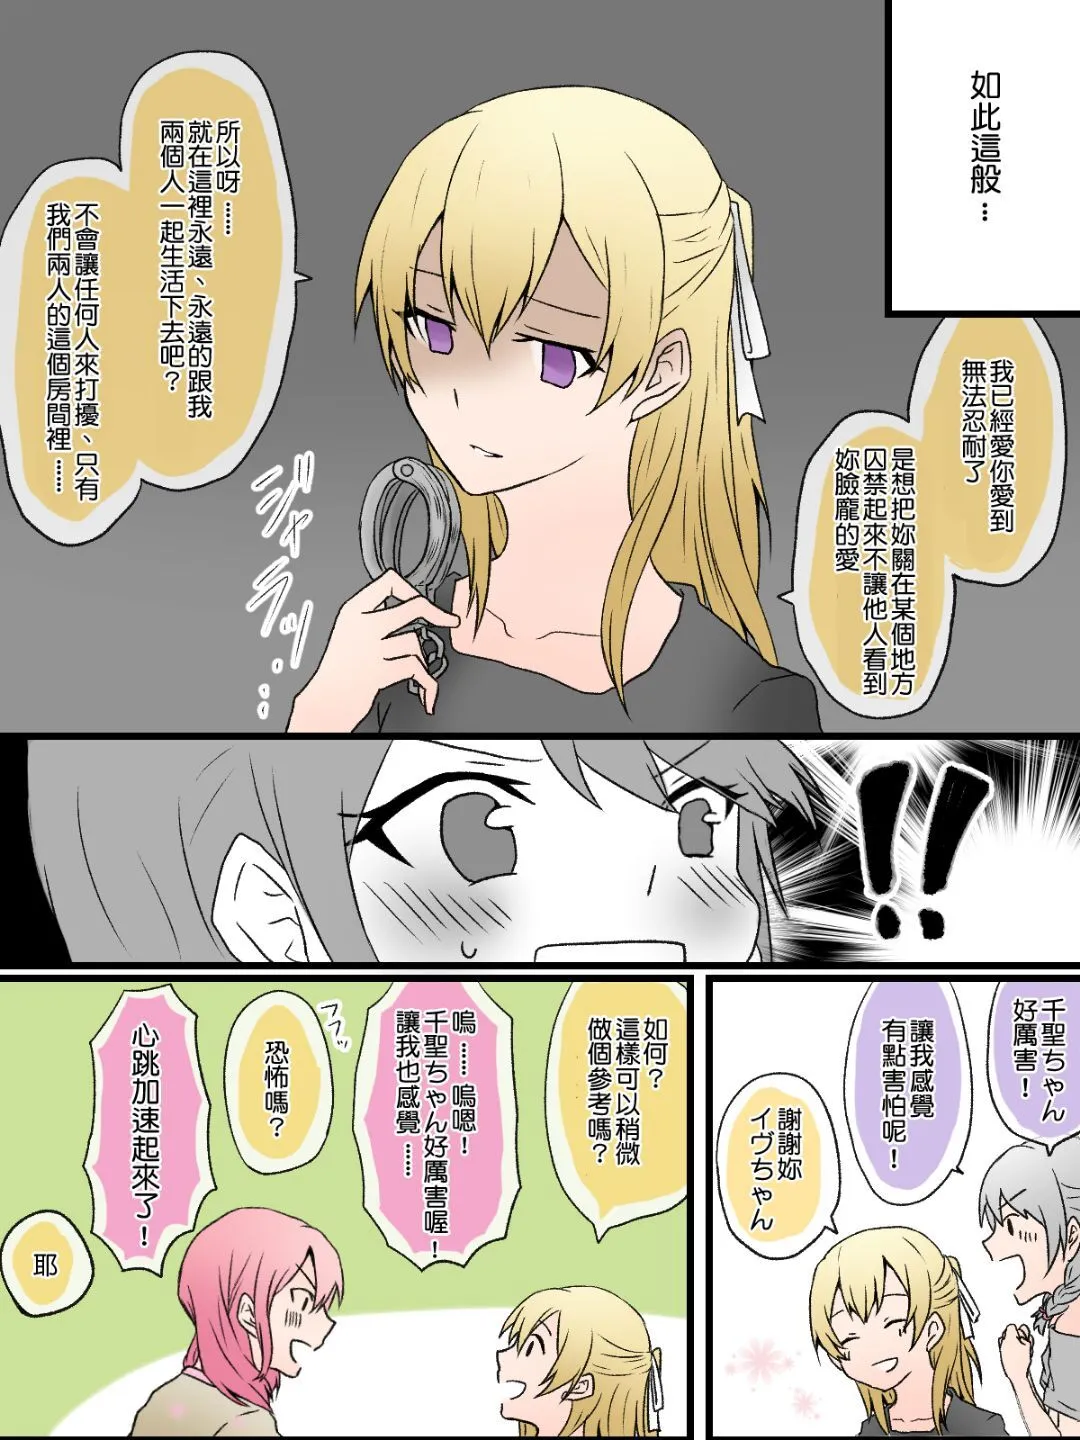 如此這般…
我已經愛你愛到
無法忍耐了
是想把妳關在某個地方
囚禁起來不讓他人看到
妳臉龐的愛
所以呀……
就在這裡永遠、永遠的跟我
兩個人一起生活下去吧？
不會讓任何人來打擾、只有
我們兩人的這個房間裡……
ジャラッ…
!!
千聖ちゃん
好厲害！
讓我感覺
有點害怕呢！
謝謝妳
イヴちゃん
如何？
這樣可以稍微
做個參考嗎？
嗚……嗚嗯！
千聖ちゃん好厲害喔！
讓我也感覺……
フフッ
恐怖嗎？
心跳加速起來了！
耶